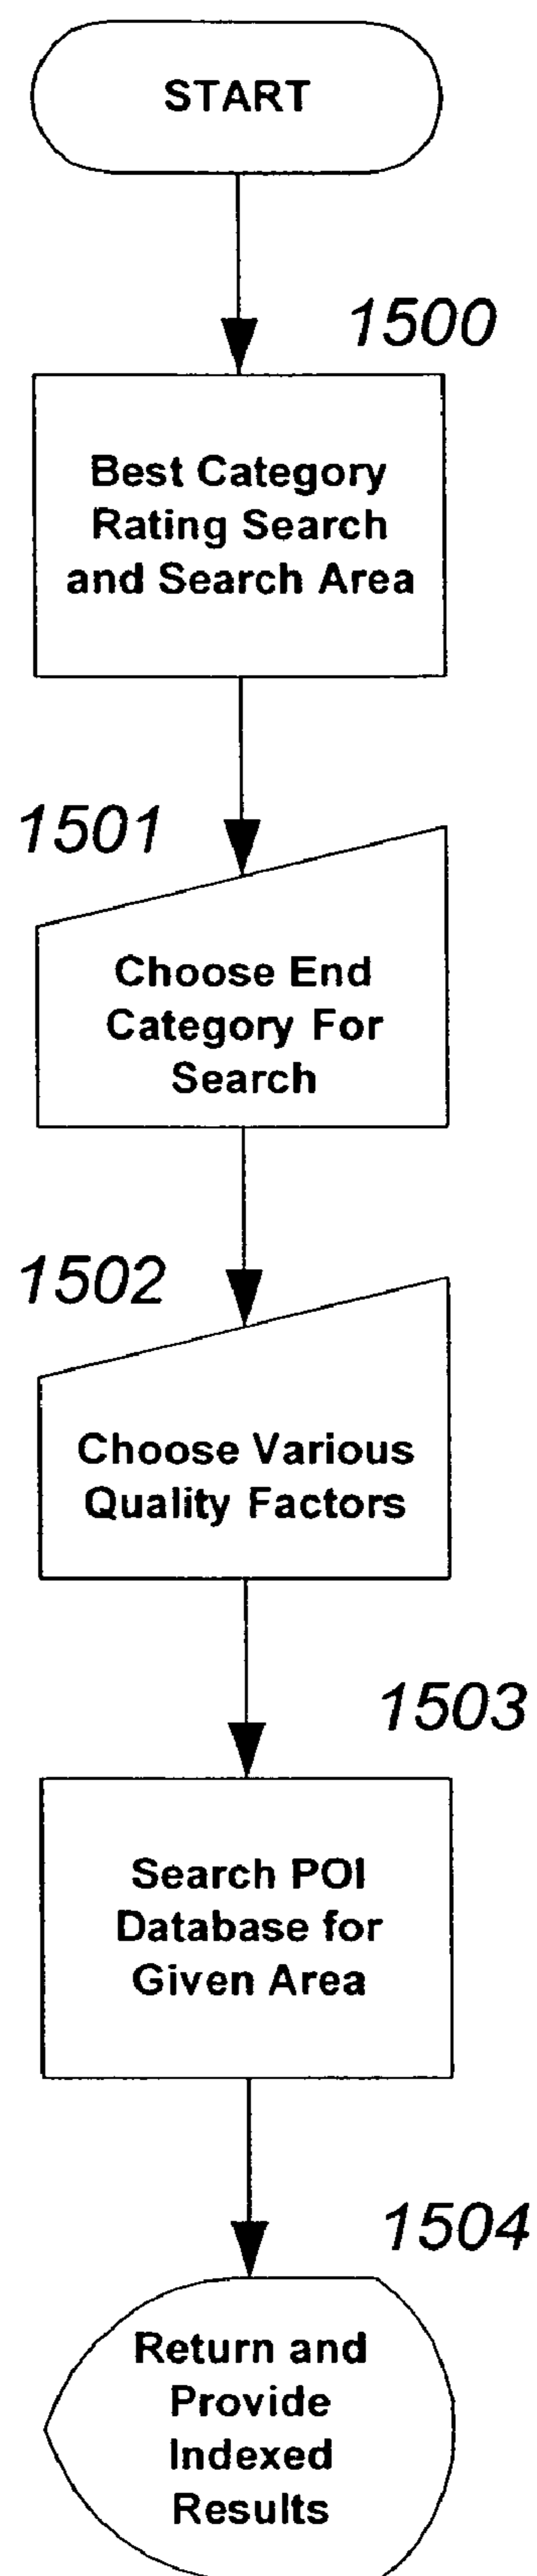 START
1500
Best Category
Rating Search
and Search Area
1501
Choose End
Category For
Search
1502
Choose Various
Quality Factors
1503
Search POI
Database for
Given Area
1504
Return and
Provide
Indexed
Results